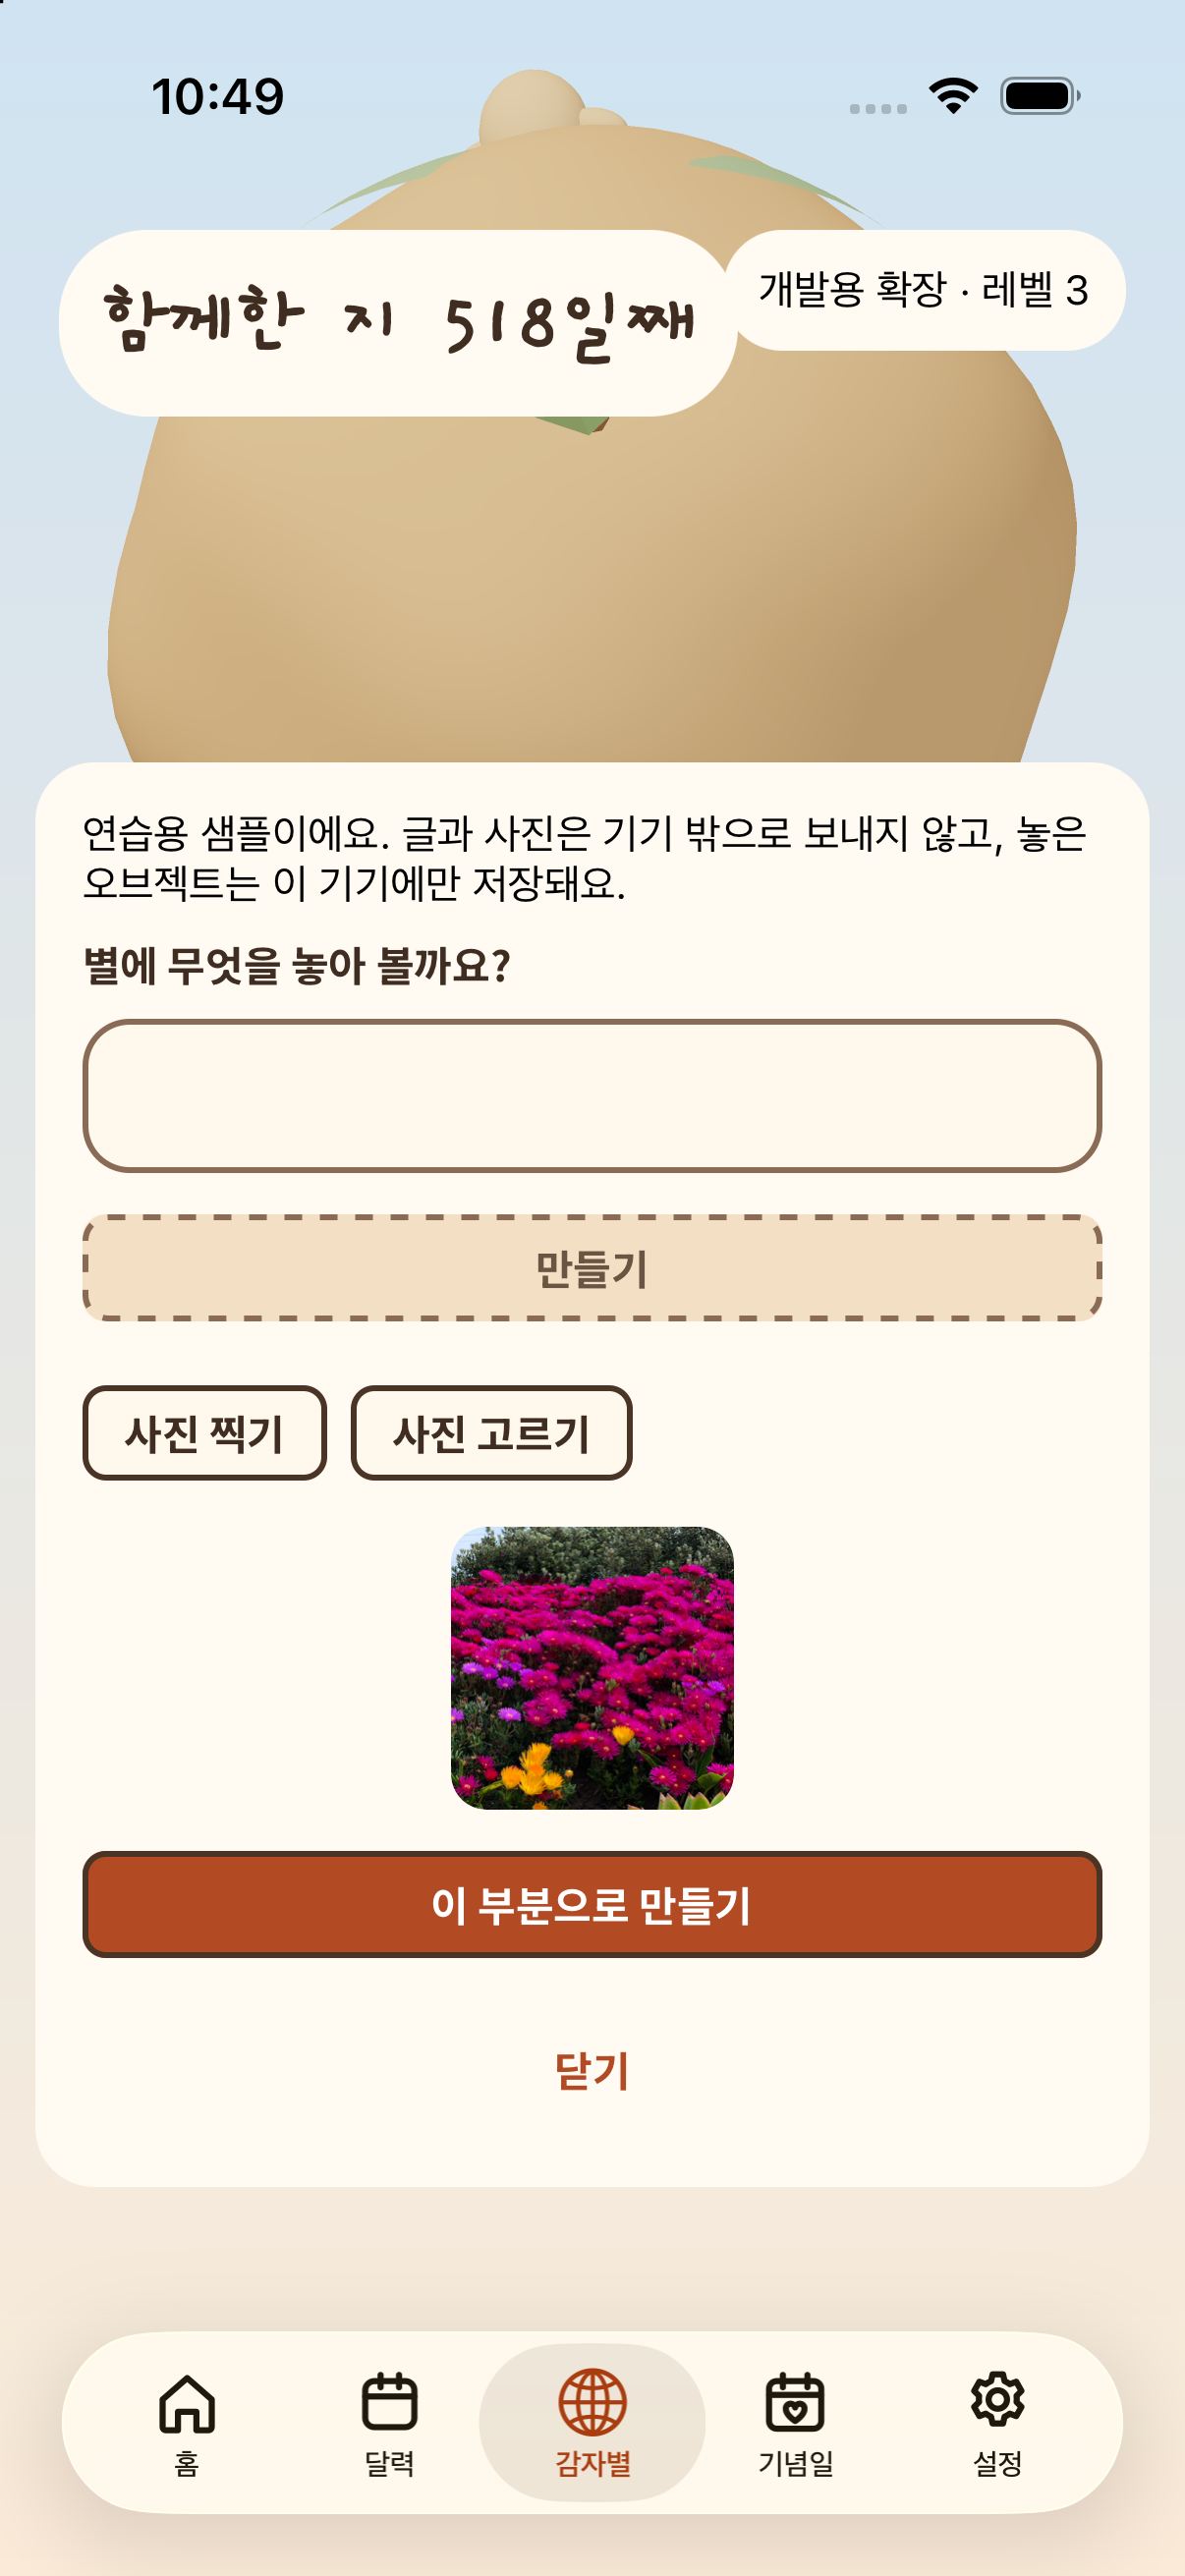 10:49
함께한 지 518일째
개발용 확장 · 레벨 3
연습용 샘플이에요. 글과 사진은 기기 밖으로 보내지 않고, 놓은
오브젝트는 이 기기에만 저장돼요.
별에 무엇을 놓아 볼까요?
만들기
사진 찍기
사진 고르기
이 부분으로 만들기
닫기
홈
달력
감자별
기념일
설정